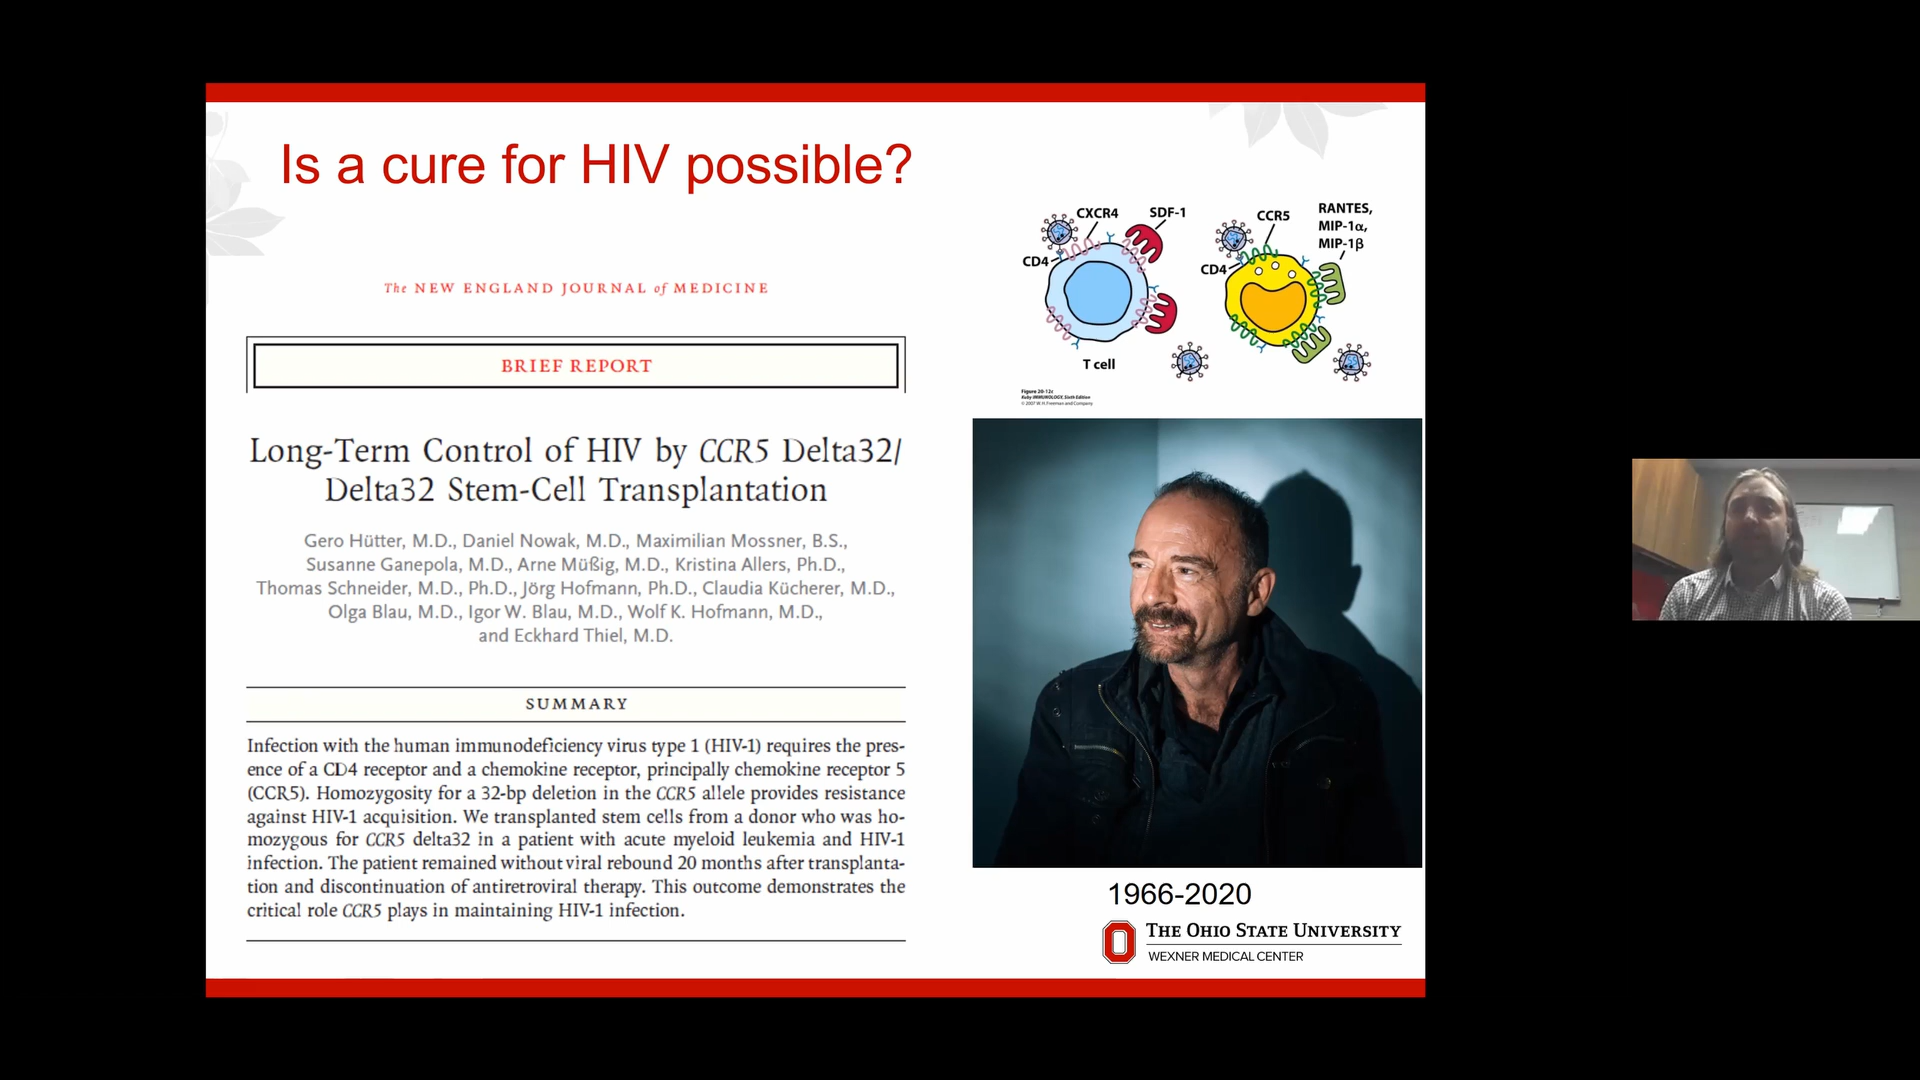 Is a cure for HIV possible?
The NEW ENGLAND JOURNAL of MEDICINE
BRIEF REPORT
Long-Term Control of HIV by CCR5 Delta32/
Delta32 Stem-Cell Transplantation
Gero Hütter, M.D., Daniel Nowak, M.D., Maximilian Mossner, B.S.,
Susanne Ganepola, M.D., Arne Müßig, M.D., Kristina Allers, Ph.D.,
Thomas Schneider, M.D., Ph.D., Jörg Hofmann, Ph.D., Claudia Kücherer, M.D.,
Olga Blau, M.D., Igor W. Blau, M.D., Wolf K. Hofmann, M.D.,
and Eckhard Thiel, M.D.
SUMMARY
Infection with the human immunodeficiency virus type 1 (HIV-1) requires the pres-
ence of a CD4 receptor and a chemokine receptor, principally chemokine receptor 5
(CCR5). Homozygosity for a 32-bp deletion in the CCR5 allele provides resistance
against HIV-1 acquisition. We transplanted stem cells from a donor who was ho-
mozygous for CCR5 delta32 in a patient with acute myeloid leukemia and HIV-1
infection. The patient remained without viral rebound 20 months after transplanta-
tion and discontinuation of antiretroviral therapy. This outcome demonstrates the
critical role CCR5 plays in maintaining HIV-1 infection.
CXCR4
SDF-1
CD4
T cell
CCR5
RANTES,
MIP-1α,
MIP-1β
CD4
Figure 20-12c
Kuby IMMUNOLOGY, Sixth Edition
© 2007 W. H. Freeman and Company
1966-2020
THE OHIO STATE UNIVERSITY
WEXNER MEDICAL CENTER